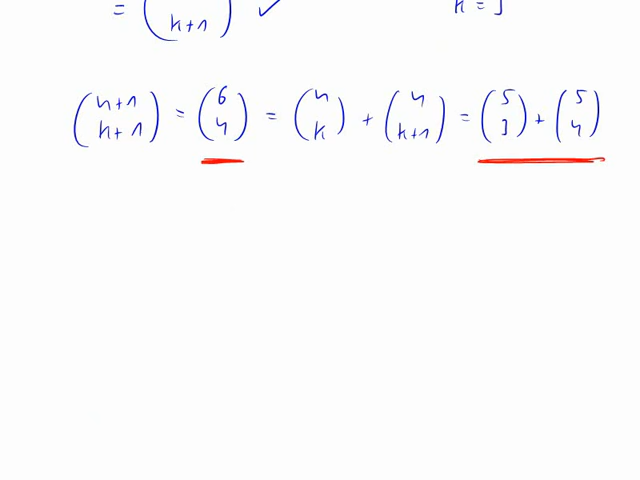 = ( k+1 ) ✓ k = 3
(n+1 k+1) = (6 4) = (n k) + (n k+1) = (5 3) + (5 4)